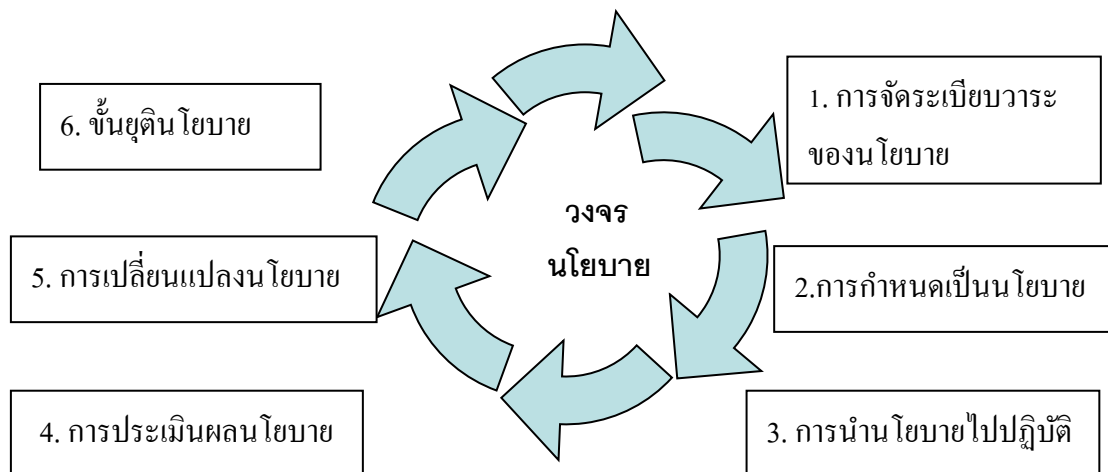 1. การจัดระเบียบวาระ
ของนโยบาย
2.การกำหนดเป็นนโยบาย
3. การนำนโยบายไปปฏิบัติ
4. การประเมินผลนโยบาย
5. การเปลี่ยนแปลงนโยบาย
6. ขั้นยุตินโยบาย
วงจร
นโยบาย